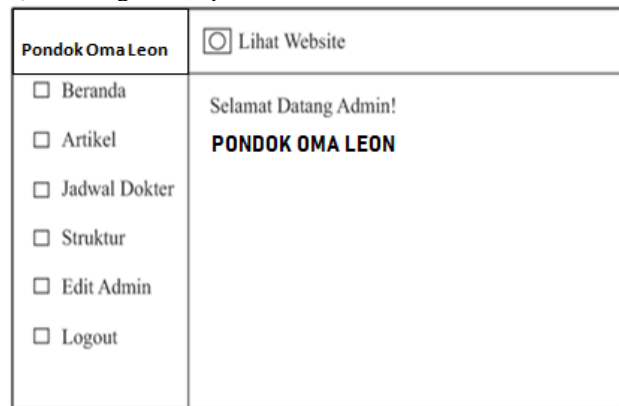 Pondok Oma Leon
Lihat Website
Beranda
Artikel
Jadwal Dokter
Struktur
Edit Admin
Logout
Selamat Datang Admin!
PONDOK OMA LEON